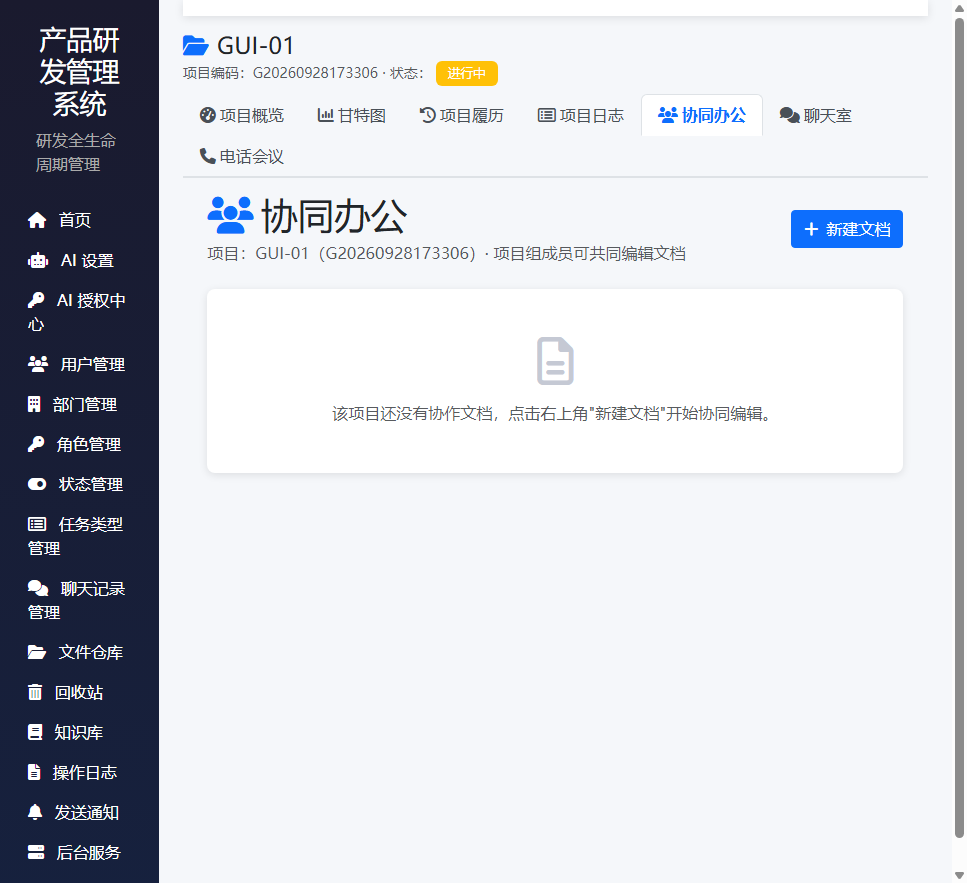 产品研
发管理
系统
研发全生命
周期管理
首页
AI 设置
AI 授权中
心
用户管理
部门管理
角色管理
状态管理
任务类型
管理
聊天记录
管理
文件仓库
回收站
知识库
操作日志
发送通知
后台服务
GUI-01
项目编码：G20260928173306 · 状态： 进行中
项目概览 甘特图 项目履历 项目日志 协同办公 聊天室
电话会议
协同办公
新建文档
项目：GUI-01（G20260928173306）· 项目组成员可共同编辑文档
该项目还没有协作文档，点击右上角"新建文档"开始协同编辑。